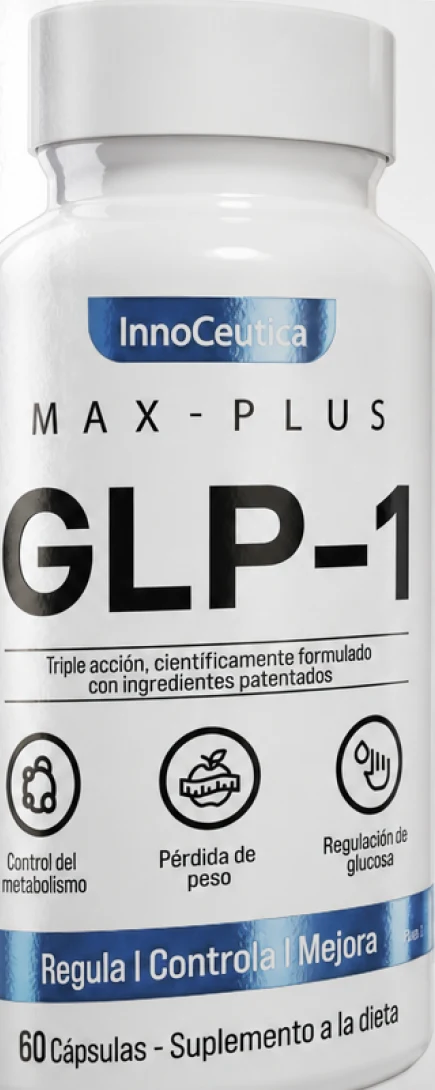 InnoCeutica
MAX-PLUS
GLP-1
Triple acción, científicamente formulado
con ingredientes patentados
Control del
metabolismo
Pérdida de
peso
Regulación de
glucosa
Regula | Controla | Mejora
60 Cápsulas - Suplemento a la dieta